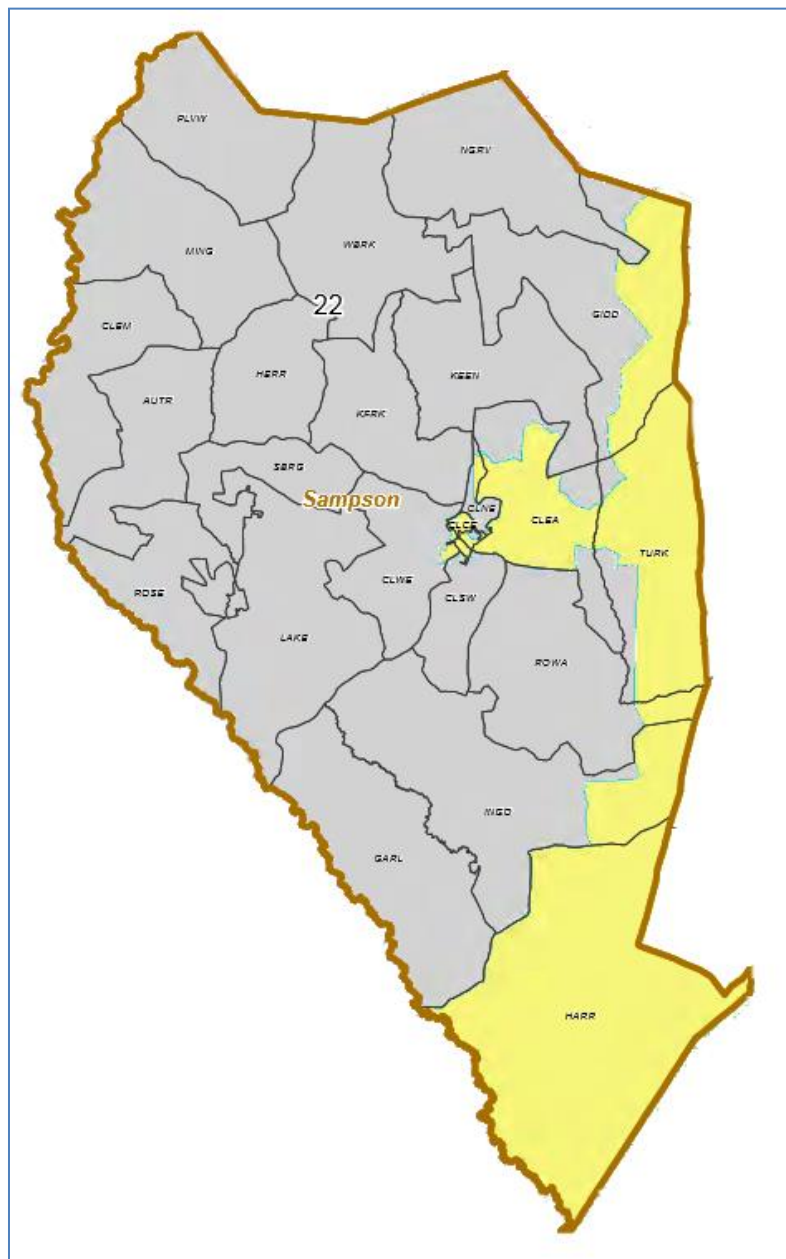 PLVW
NGRV
MING
WBRK
22
GIDD
CLEM
HERR
KEEN
AUTR
KFRK
SBRG
Sampson
CLNE
CLCE
CLEA
TURK
ROSE
CLWE
CLSW
LAKE
ROWA
INGO
GARL
HARR